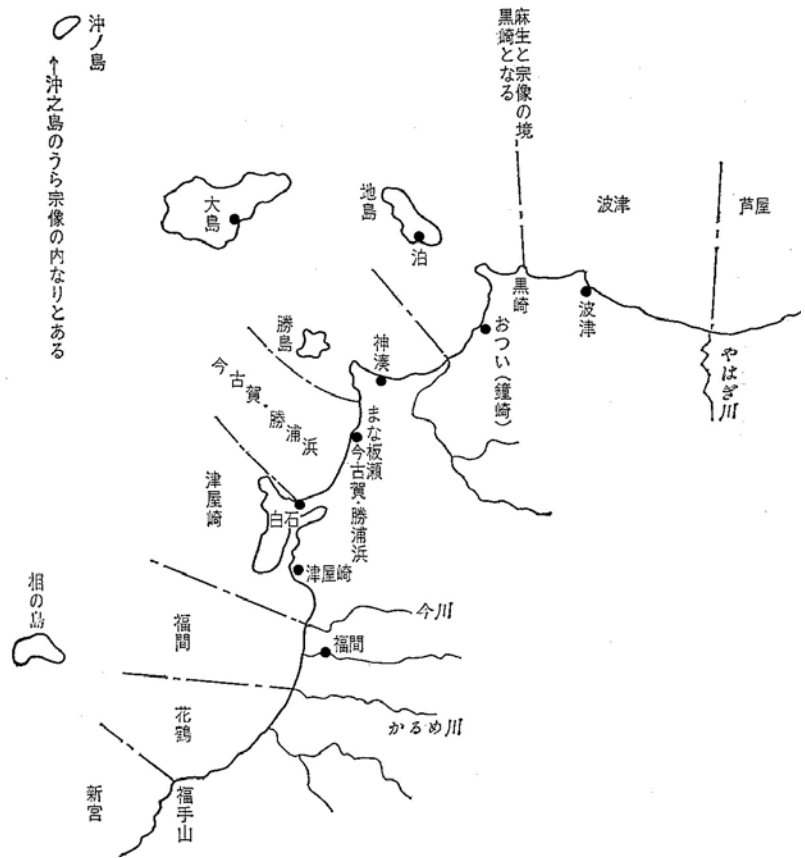 沖ノ島
↑沖之島のうら宗像の内なりとある
麻生と宗像の境
黒崎となる
大島
地島
泊
波津
芦屋
黒崎
波津
おつい(鐘崎)
やはぎ川
勝島
神湊
今古賀・勝浦浜
まな板瀬
今古賀・勝浦浜
津屋崎
白石
津屋崎
相の島
福間
今川
福間
かるめ川
花鶴
新宮
福手山